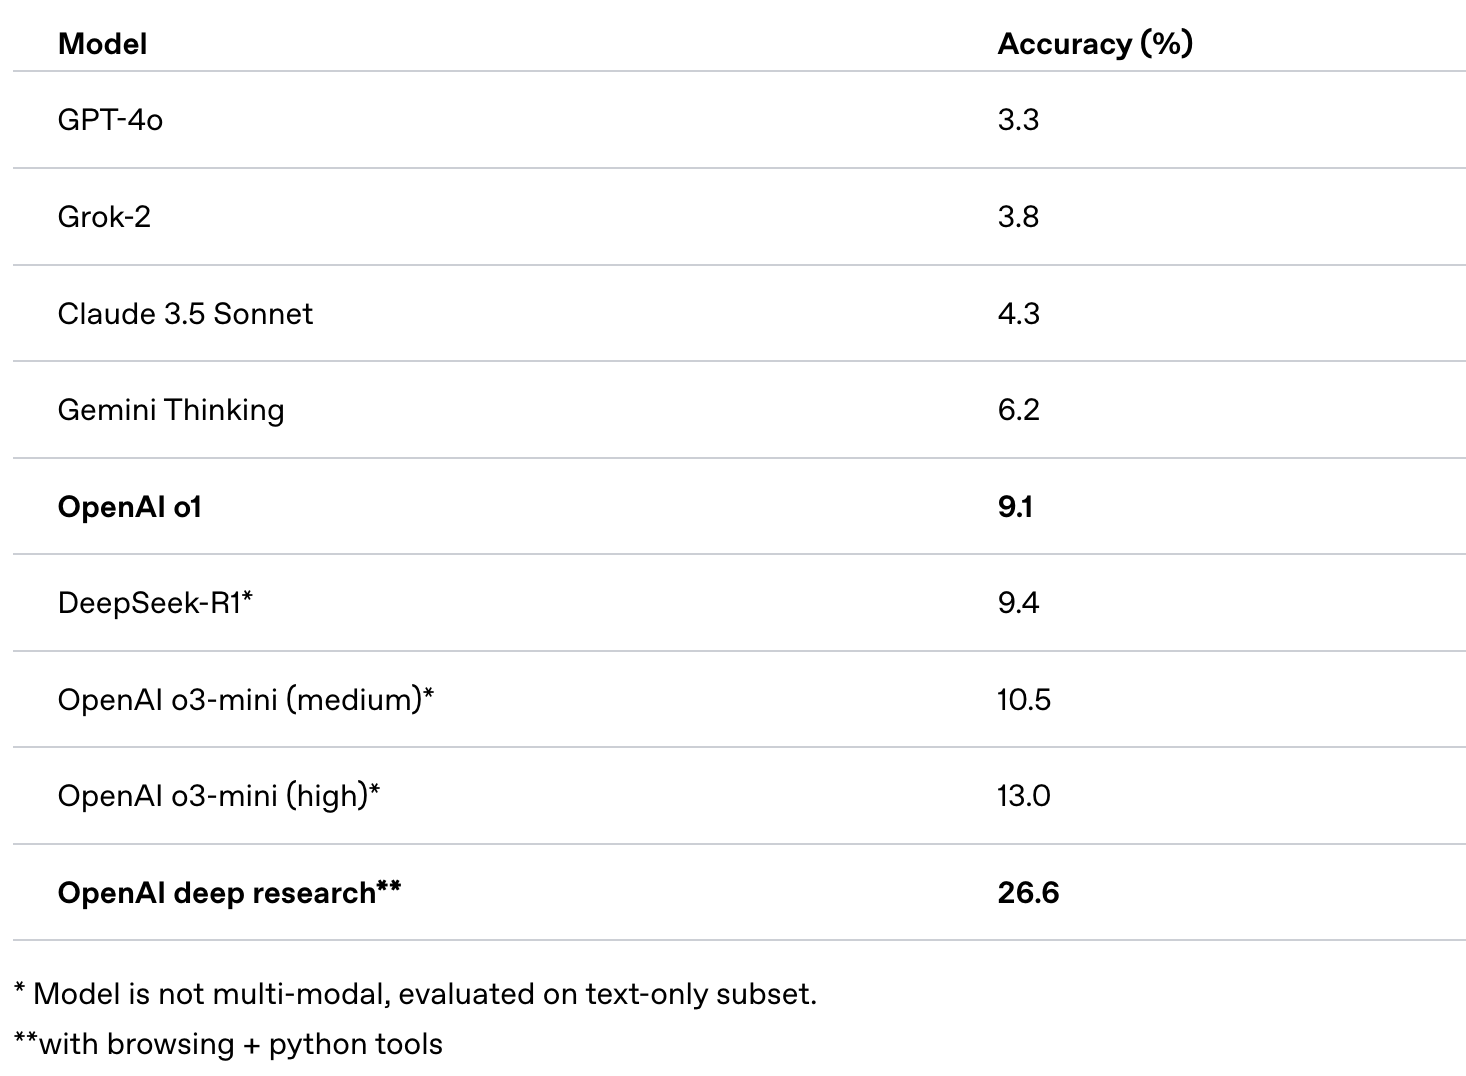 Model Accuracy (%)
GPT-4o 3.3
Grok-2 3.8
Claude 3.5 Sonnet 4.3
Gemini Thinking 6.2
OpenAI o1 9.1
DeepSeek-R1* 9.4
OpenAI o3-mini (medium)* 10.5
OpenAI o3-mini (high)* 13.0
OpenAI deep research** 26.6
* Model is not multi-modal, evaluated on text-only subset.
**with browsing + python tools